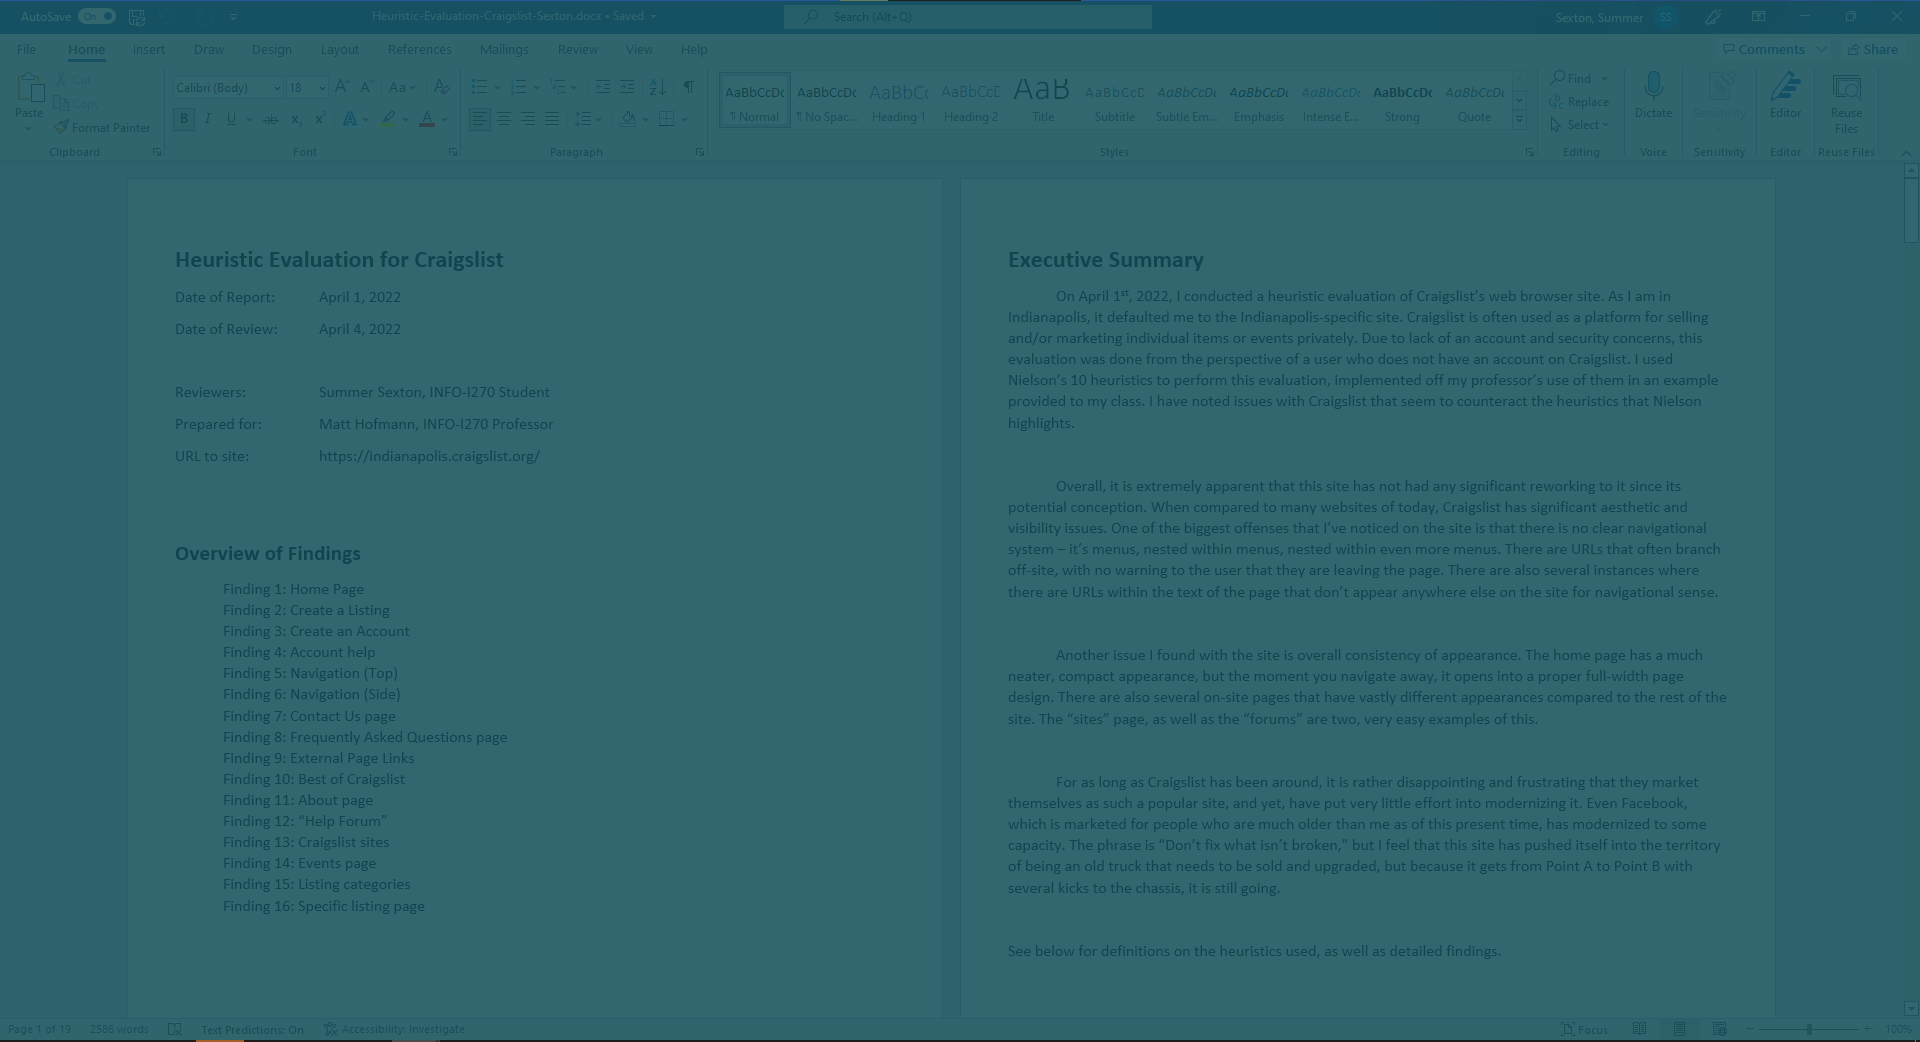 AutoSave On Heuristic-Evaluation-Craigslist-Sexton.docx • Saved Search (Alt+Q) Sexton, Summer SS
File Home Insert Draw Design Layout References Mailings Review View Help Comments Share
Paste Cut Copy Format Painter Clipboard
Calibri (Body) 18 Font
Paragraph
AaBbCcDc AaBbCcDc AaBbCc AaBbCcD AaB AaBbCcD AaBbCcDi AaBbCcDi AaBbCcDi AaBbCcDc AaBbCcDi
¶ Normal ¶ No Spac... Heading 1 Heading 2 Title Subtitle Subtle Em... Emphasis Intense E... Strong Quote
Styles
Find
Replace
Select
Editing
Dictate
Voice
Sensitivity
Sensitivity
Editor
Editor
Reuse
Files
Reuse Files
Heuristic Evaluation for Craigslist
Date of Report: April 1, 2022
Date of Review: April 4, 2022
Reviewers: Summer Sexton, INFO-I270 Student
Prepared for: Matt Hofmann, INFO-I270 Professor
URL to site: https://indianapolis.craigslist.org/
Overview of Findings
Finding 1: Home Page
Finding 2: Create a Listing
Finding 3: Create an Account
Finding 4: Account help
Finding 5: Navigation (Top)
Finding 6: Navigation (Side)
Finding 7: Contact Us page
Finding 8: Frequently Asked Questions page
Finding 9: External Page Links
Finding 10: Best of Craigslist
Finding 11: About page
Finding 12: “Help Forum”
Finding 13: Craigslist sites
Finding 14: Events page
Finding 15: Listing categories
Finding 16: Specific listing page
Executive Summary
On April 1st, 2022, I conducted a heuristic evaluation of Craigslist’s web browser site. As I am in
Indianapolis, it defaulted me to the Indianapolis-specific site. Craigslist is often used as a platform for selling
and/or marketing individual items or events privately. Due to lack of an account and security concerns, this
evaluation was done from the perspective of a user who does not have an account on Craigslist. I used
Nielson’s 10 heuristics to perform this evaluation, implemented off my professor’s use of them in an example
provided to my class. I have noted issues with Craigslist that seem to counteract the heuristics that Nielson
highlights.
Overall, it is extremely apparent that this site has not had any significant reworking to it since its
potential conception. When compared to many websites of today, Craigslist has significant aesthetic and
visibility issues. One of the biggest offenses that I’ve noticed on the site is that there is no clear navigational
system – it’s menus, nested within menus, nested within even more menus. There are URLs that often branch
off-site, with no warning to the user that they are leaving the page. There are also several instances where
there are URLs within the text of the page that don’t appear anywhere else on the site for navigational sense.
Another issue I found with the site is overall consistency of appearance. The home page has a much
neater, compact appearance, but the moment you navigate away, it opens into a proper full-width page
design. There are also several on-site pages that have vastly different appearances compared to the rest of the
site. The “sites” page, as well as the “forums” are two, very easy examples of this.
For as long as Craigslist has been around, it is rather disappointing and frustrating that they market
themselves as such a popular site, and yet, have put very little effort into modernizing it. Even Facebook,
which is marketed for people who are much older than me as of this present time, has modernized to some
capacity. The phrase is “Don’t fix what isn’t broken,” but I feel that this site has pushed itself into the territory
of being an old truck that needs to be sold and upgraded, but because it gets from Point A to Point B with
several kicks to the chassis, it is still going.
See below for definitions on the heuristics used, as well as detailed findings.
Page 1 of 19 2586 words Text Predictions: On Accessibility: Investigate Focus 100%